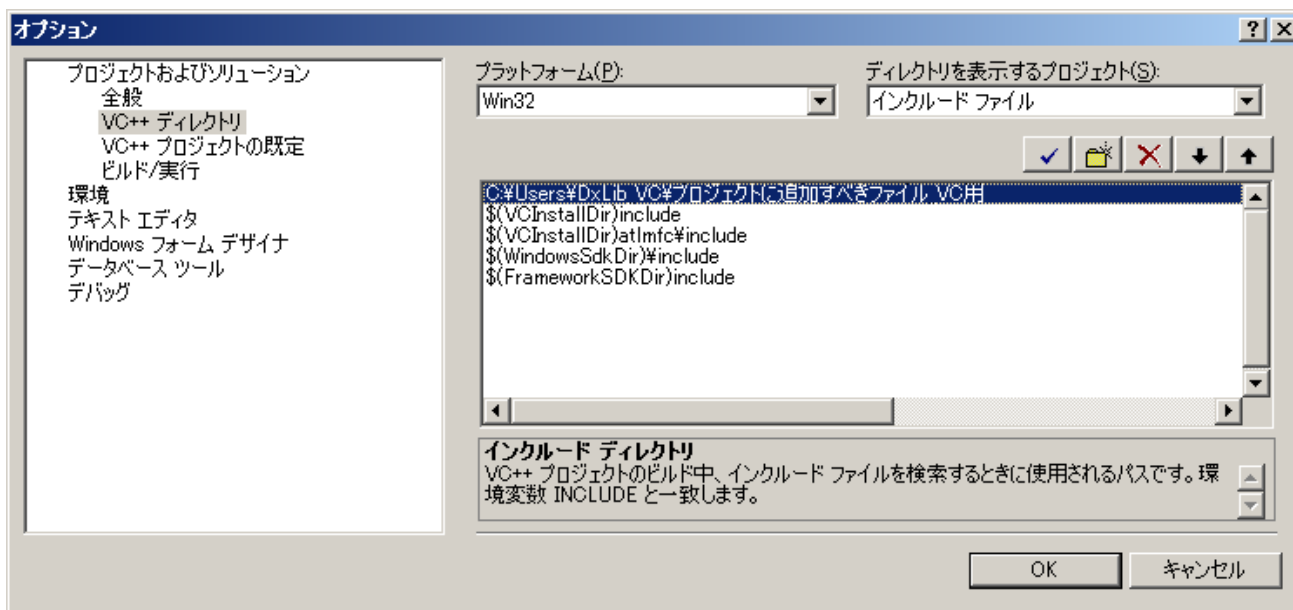 オプション
プロジェクトおよびソリューション
全般
VC++ ディレクトリ
VC++ プロジェクトの既定
ビルド/実行
環境
テキスト エディタ
Windows フォーム デザイナ
データベース ツール
デバッグ
プラットフォーム(P):
Win32
ディレクトリを表示するプロジェクト(S):
インクルード ファイル
C:¥Users¥DxLib_VC¥プロジェクトに追加すべきファイル_VC用
$(VCInstallDir)include
$(VCInstallDir)atlmfc¥include
$(WindowsSdkDir)¥include
$(FrameworkSDKDir)include
インクルード ディレクトリ
VC++ プロジェクトのビルド中、インクルード ファイルを検索するときに使用されるパスです。環
境変数 INCLUDE と一致します。
OK
キャンセル